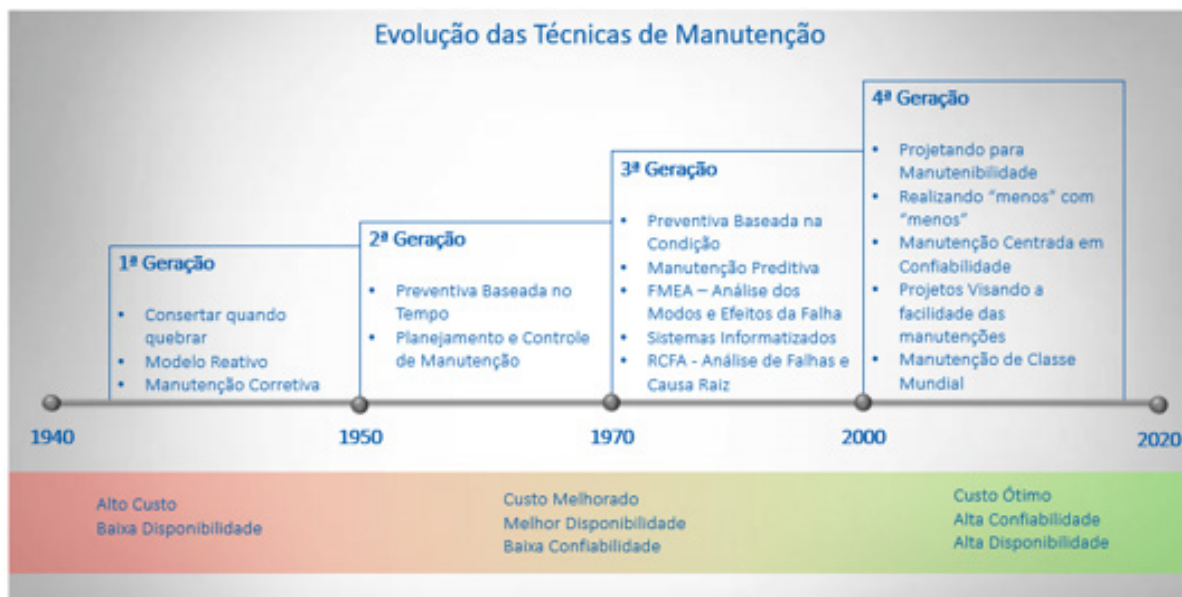 Evolução das Técnicas de Manutenção
1ª Geração
• Consertar quando
quebrar
• Modelo Reativo
• Manutenção Corretiva
2ª Geração
• Preventiva Baseada no
Tempo
• Planejamento e Controle
de Manutenção
3ª Geração
• Preventiva Baseada na
Condição
• Manutenção Preditiva
• FMEA – Análise dos
Modos e Efeitos da Falha
• Sistemas Informatizados
• RCFA - Análise de Falhas e
Causa Raiz
4ª Geração
• Projetando para
Manutenibilidade
• Realizando “menos” com
“menos”
• Manutenção Centrada em
Confiabilidade
• Projetos Visando a
facilidade das
manutenções
• Manutenção de Classe
Mundial
1940
1950
1970
2000
2020
Alto Custo
Baixa Disponibilidade
Custo Melhorado
Melhor Disponibilidade
Baixa Confiabilidade
Custo Ótimo
Alta Confiabilidade
Alta Disponibilidade